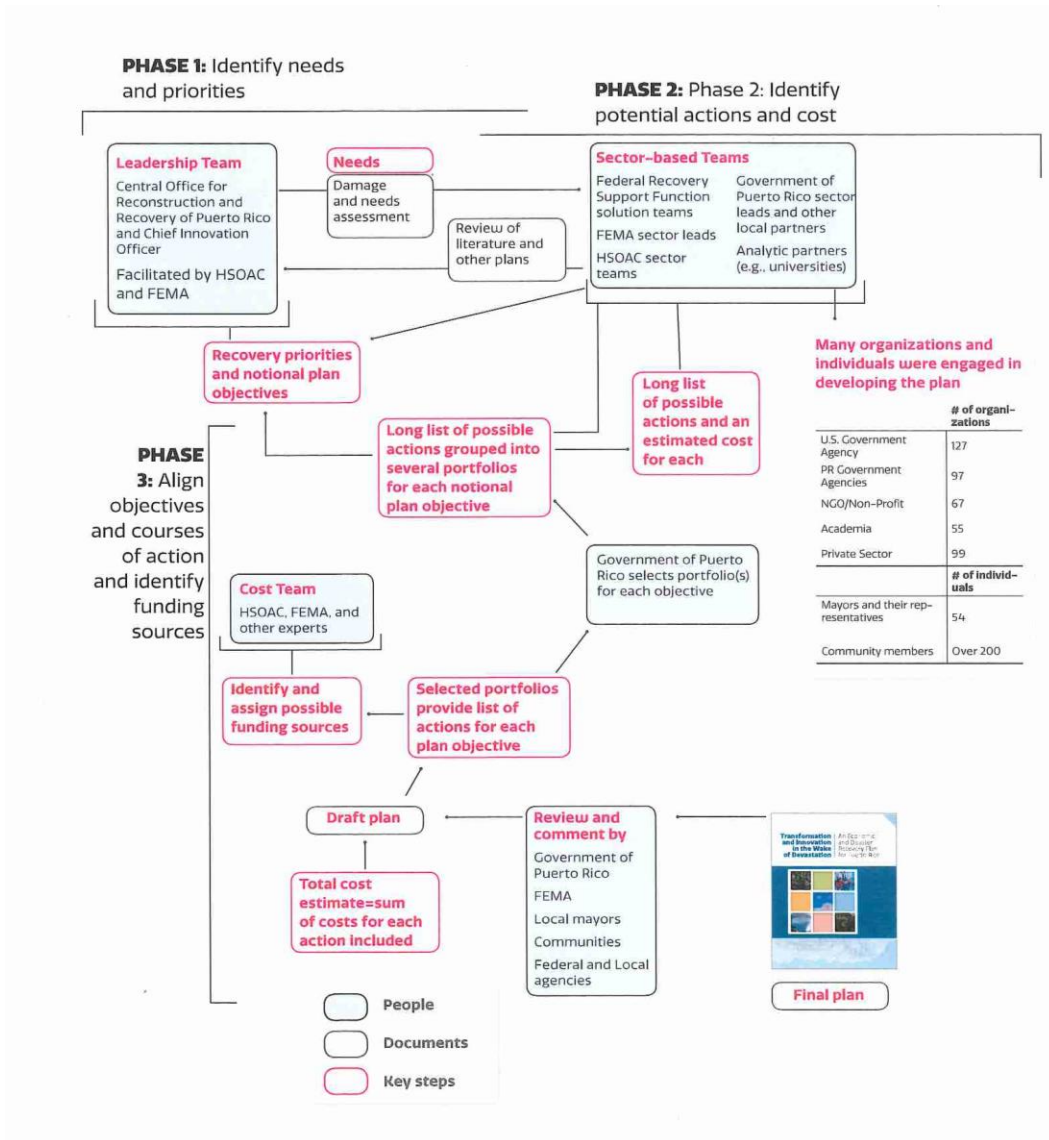 PHASE 1: Identify needs
and priorities
PHASE 2: Phase 2: Identify
potential actions and cost
Leadership Team
Central Office for
Reconstruction and
Recovery of Puerto Rico
and Chief Innovation
Officer
Facilitated by HSOAC
and FEMA
Needs
Damage
and needs
assessment
Review of
literature and
other plans
Sector-based Teams
Federal Recovery
Support Function
solution teams
FEMA sector leads
HSOAC sector
teams
Government of
Puerto Rico sector
leads and other
local partners
Analytic partners
(e.g., universities)
Recovery priorities
and notional plan
objectives
Long list of possible
actions grouped into
several portfolios
for each notional
plan objective
Long list
of possible
actions and an
estimated cost
for each
Many organizations and
individuals were engaged in
developing the plan
# of organi-
zations
U.S. Government
Agency
127
PR Government
Agencies
97
NGO/Non-Profit
67
Academia
55
Private Sector
99
# of individ-
uals
Mayors and their rep-
resentatives
54
Community members
Over 200
PHASE
3: Align
objectives
and courses
of action
and identify
funding
sources
Government of Puerto
Rico selects portfolio(s)
for each objective
Cost Team
HSOAC, FEMA, and
other experts
Identify and
assign possible
funding sources
Selected portfolios
provide list of
actions for each
plan objective
Draft plan
Total cost
estimate=sum
of costs for each
action included
Review and
comment by
Government of
Puerto Rico
FEMA
Local mayors
Communities
Federal and Local
agencies
Transformation
and Innovation
in the Wake
of Devastation
An Economic
and Disaster
Recovery Plan
for Puerto Rico
Final plan
People
Documents
Key steps